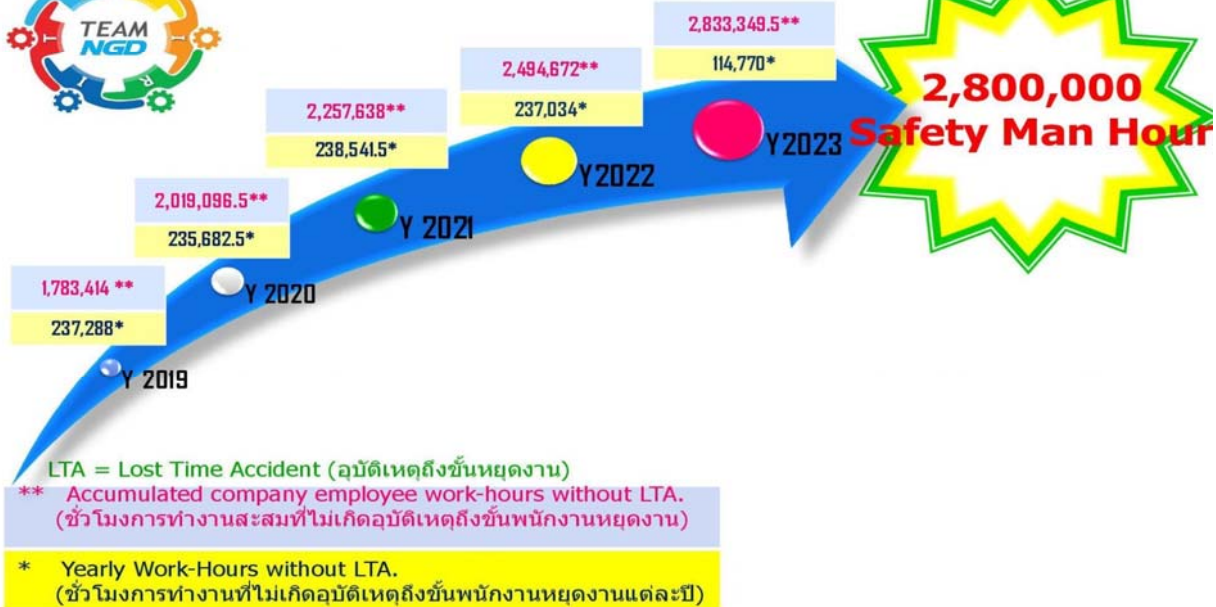 TEAM
NGD
2,833,349.5**
114,770*
2,494,672**
237,034*
2,257,638**
238,541.5*
2,019,096.5**
235,682.5*
1,783,414 **
237,288*
Y 2019
Y 2020
Y 2021
Y2022
Y2023
2,800,000
Safety Man Hour
LTA = Lost Time Accident (อุบัติเหตุถึงขั้นหยุดงาน)
** Accumulated company employee work-hours without LTA.
(ชั่วโมงการทำงานสะสมที่ไม่เกิดอุบัติเหตุถึงขั้นพนักงานหยุดงาน)
* Yearly Work-Hours without LTA.
(ชั่วโมงการทำงานที่ไม่เกิดอุบัติเหตุถึงขั้นพนักงานหยุดงานแต่ละปี)